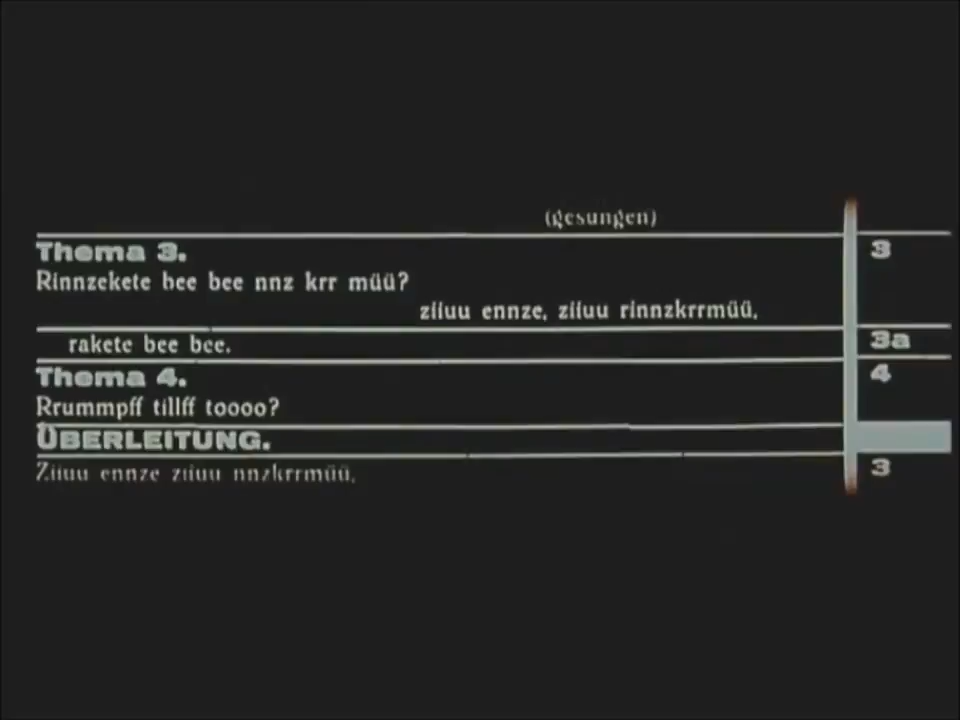 (gesungen)
Thema 3. 3
Rinnzekete bee bee nnz krr müü?
ziiuu ennze, ziiuu rinnzkrrmüü,
rakete bee bee. 3a
Thema 4. 4
Rrummpff tillff toooo?
ÜBERLEITUNG.
Ziiuu ennze ziiuu nnzkrrmüü, 3